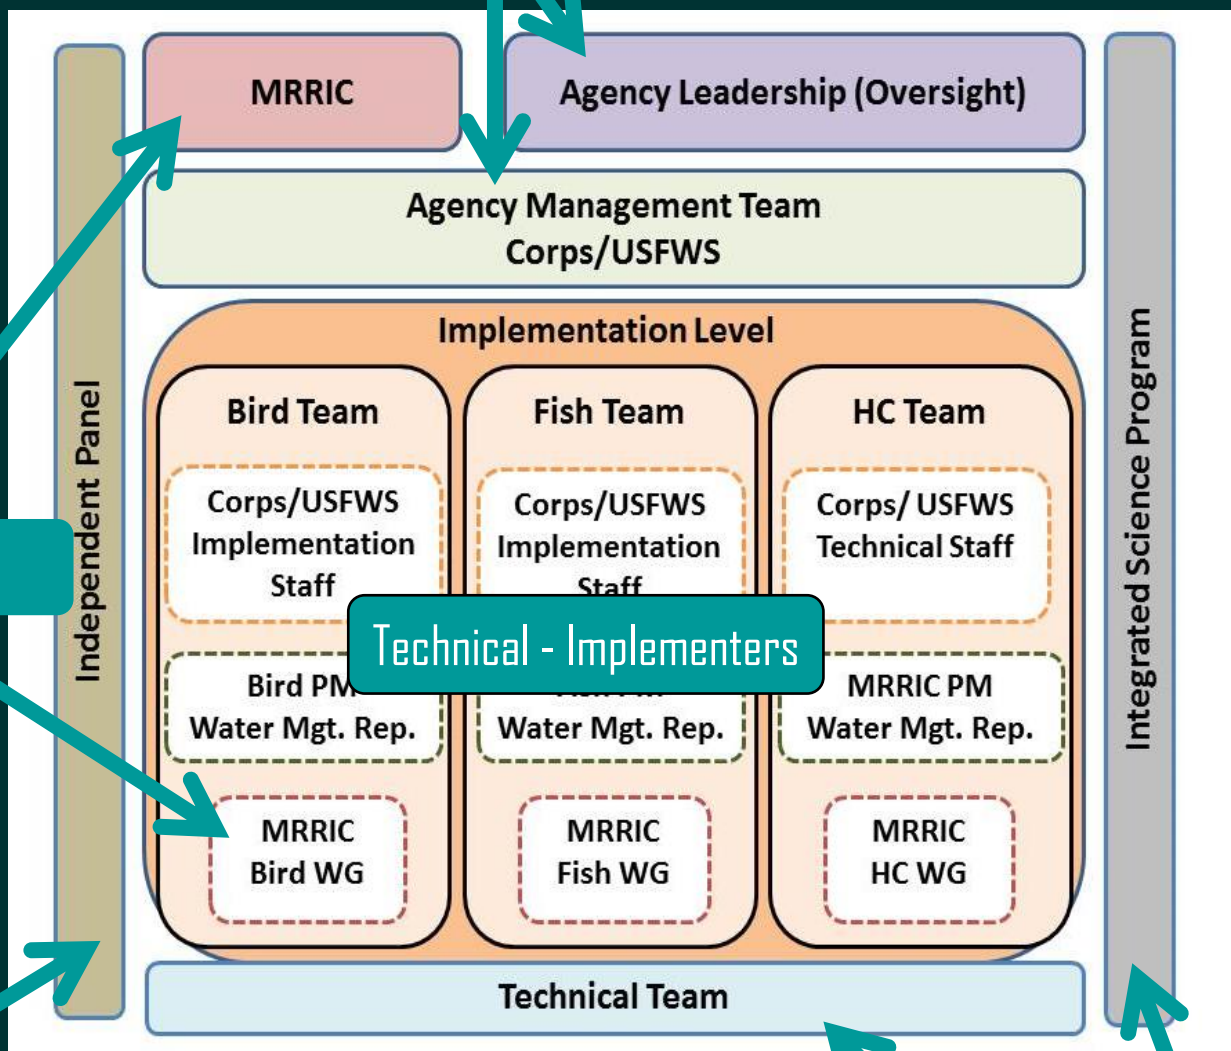 MRRIC
Agency Leadership (Oversight)
Agency Management Team
Corps/USFWS
Independent Panel
Integrated Science Program
Implementation Level
Bird Team
Corps/USFWS
Implementation
Staff
Bird PM
Water Mgt. Rep.
MRRIC
Bird WG
Fish Team
Corps/USFWS
Implementation
Staff
Technical - Implementers
Water Mgt. Rep.
MRRIC
Fish WG
HC Team
Corps/ USFWS
Technical Staff
MRRIC PM
Water Mgt. Rep.
MRRIC
HC WG
Technical Team